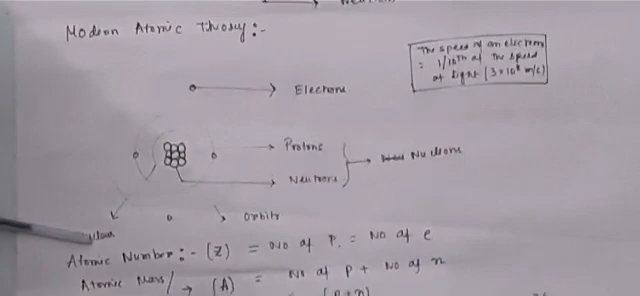 Modern Atomic Theory :-
The speed of an electron
= 1/10th of the speed
of light (3×10⁸ m/s)
Electrons
Protons
Neutrons
Nucleons
orbits
Atomic Number :- (Z) = No of P. = No of e
Atomic Mass/ → (A) = No of P + No of n
(p+n)